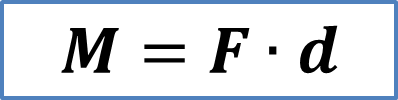 M = F · d